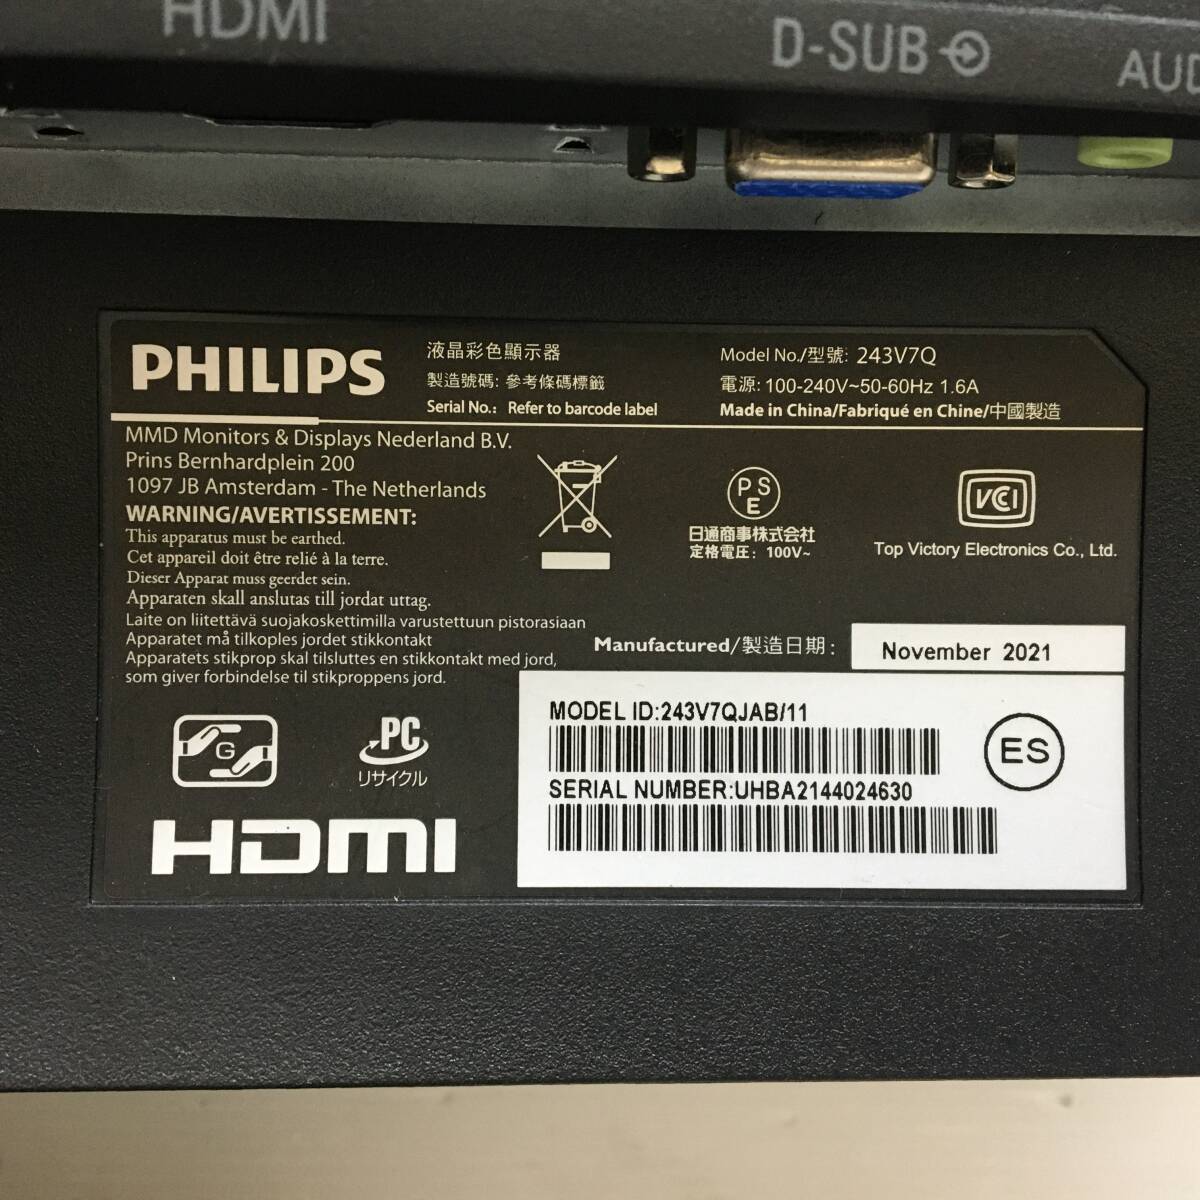 HDMI
D-SUB
PHILIPS
液晶彩色顯示器
製造號碼: 參考條碼標籤
Serial No.: Refer to barcode label
Model No./型號: 243V7Q
電源: 100-240V~50-60Hz 1.6A
Made in China/Fabriqué en Chine/中國製造
MMD Monitors & Displays Nederland B.V.
Prins Bernhardplein 200
1097 JB Amsterdam - The Netherlands
WARNING/AVERTISSEMENT:
This apparatus must be earthed.
Cet appareil doit être relié à la terre.
Dieser Apparat muss geerdet sein.
Apparaten skall anslutas till jordat uttag.
Laite on liitettävä suojakoskettimilla varustettuun pistorasiaan
Apparatet må tilkoples jordet stikkontakt
Apparatets stikprop skal tilsluttes en stikkontakt med jord,
som giver forbindelse til stikproppens jord.
PS
E
日通商事株式会社
定格電圧: 100V~
VCCI
Top Victory Electronics Co., Ltd.
Manufactured/製造日期:
November 2021
G
PC
リサイクル
HDMI
MODEL ID:243V7QJAB/11
SERIAL NUMBER:UHBA2144024630
ES